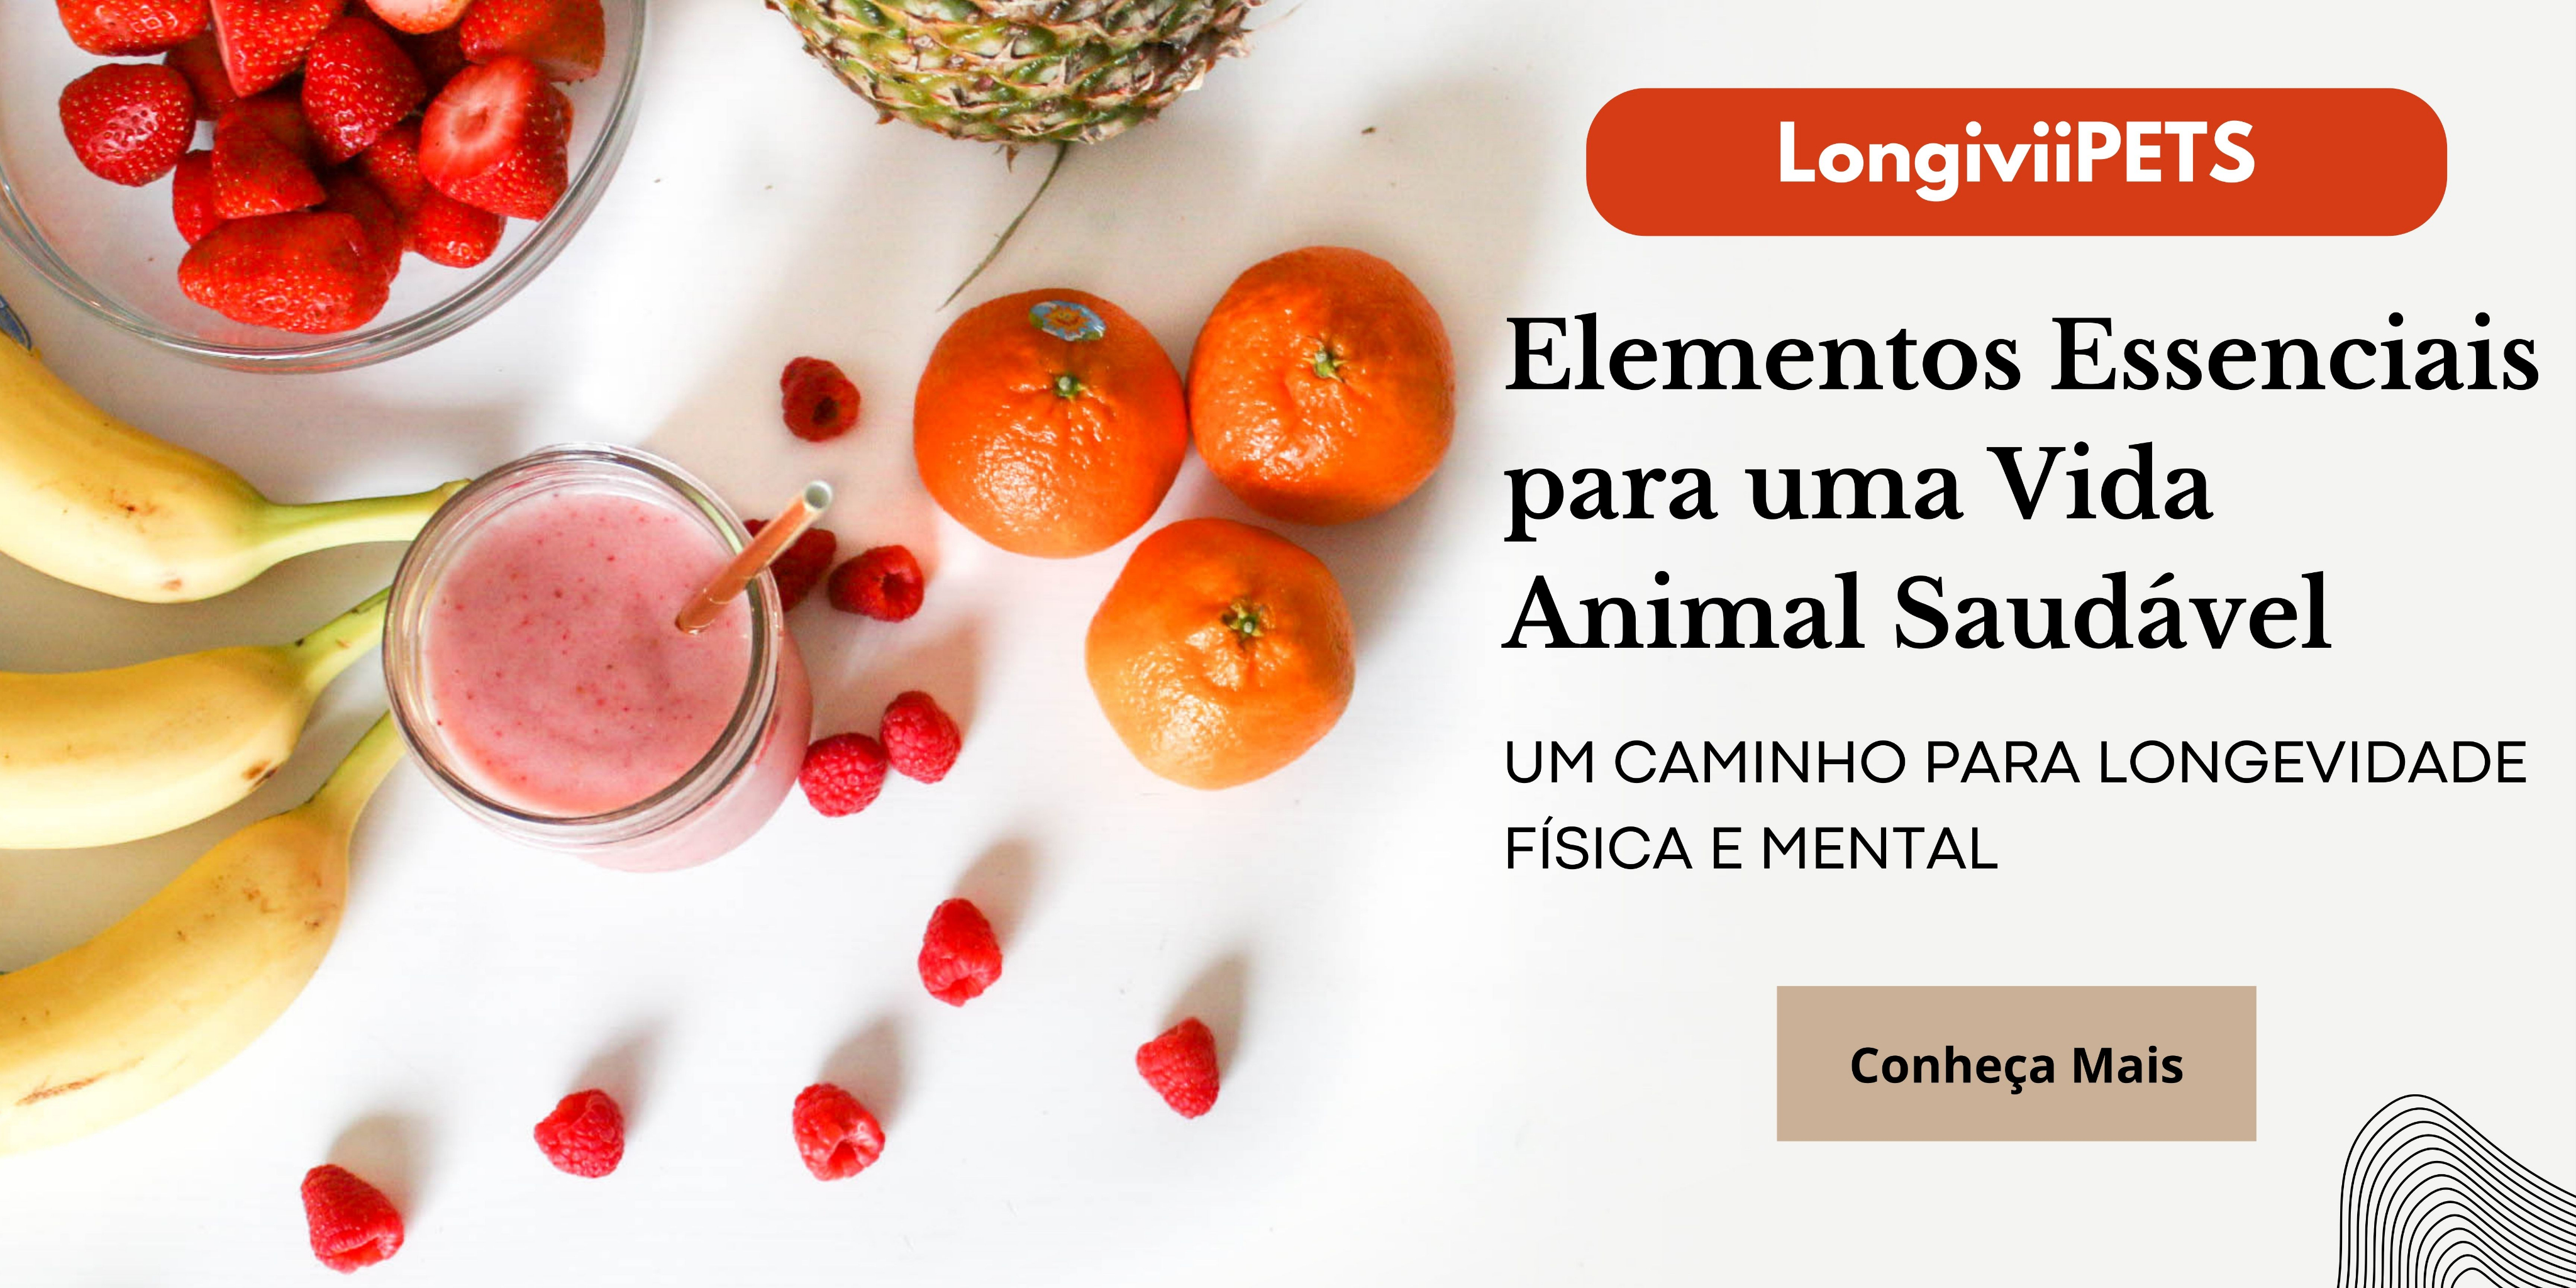 LongiviiPETS
Elementos Essenciais
para uma Vida
Animal Saudável
UM CAMINHO PARA LONGEVIDADE
FÍSICA E MENTAL
Conheça Mais